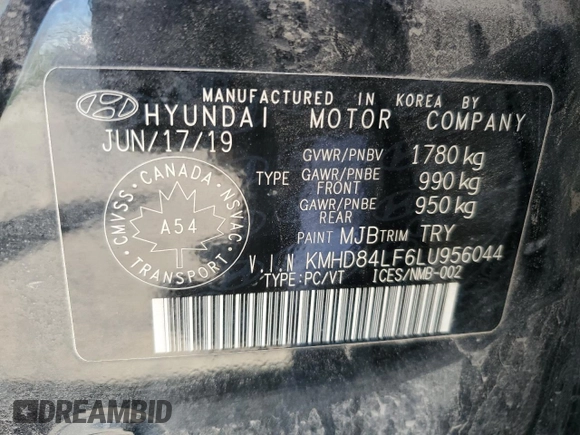 MANUFACTURED IN KOREA BY
HYUNDAI MOTOR COMPANY
JUN/17/19
GVWR/PNBV 1780 kg
TYPE GAWR/PNBE FRONT 990 kg
GAWR/PNBE REAR 950 kg
PAINT MJB TRIM TRY
CMVSS · CANADA · NSVAC
A54
TRANSPORT
V.I.N KMHD84LF6LU956044
TYPE:PC/VT ICES/NMB-002
DREAMBID